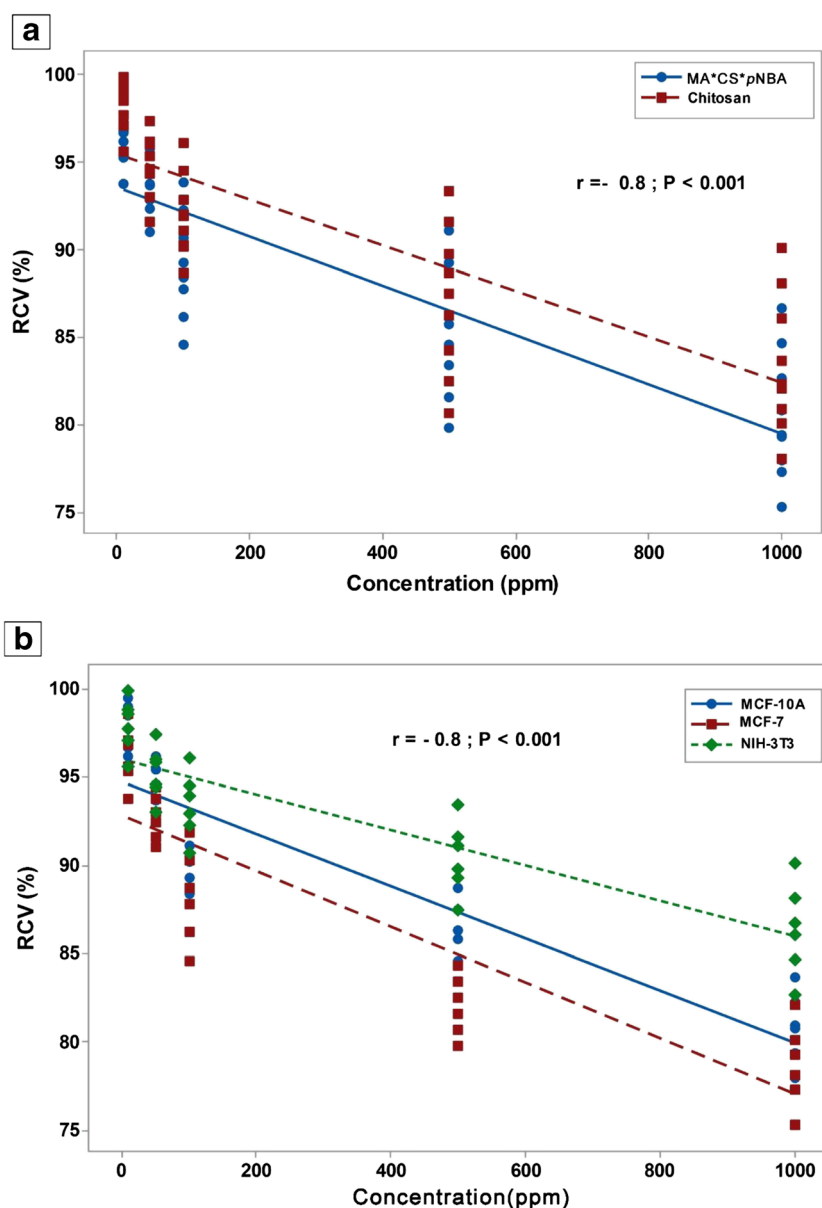 a
100
95
90
85
80
75
RCV (%)
MA*CS*pNBA
Chitosan
r =- 0.8 ; P < 0.001
0 200 400 600 800 1000
Concentration (ppm)
b
100
95
90
85
80
75
RCV (%)
MCF-10A
MCF-7
NIH-3T3
r = - 0.8 ; P < 0.001
0 200 400 600 800 1000
Concentration(ppm)